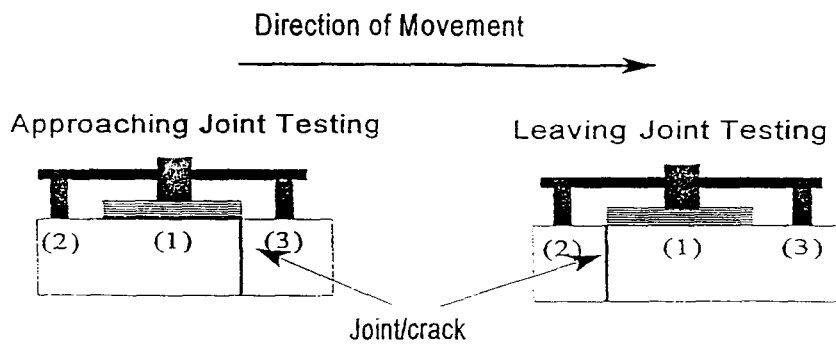 Direction of Movement
Approaching Joint Testing
Leaving Joint Testing
(2) (1) (3)
(2) (1) (3)
Joint/crack